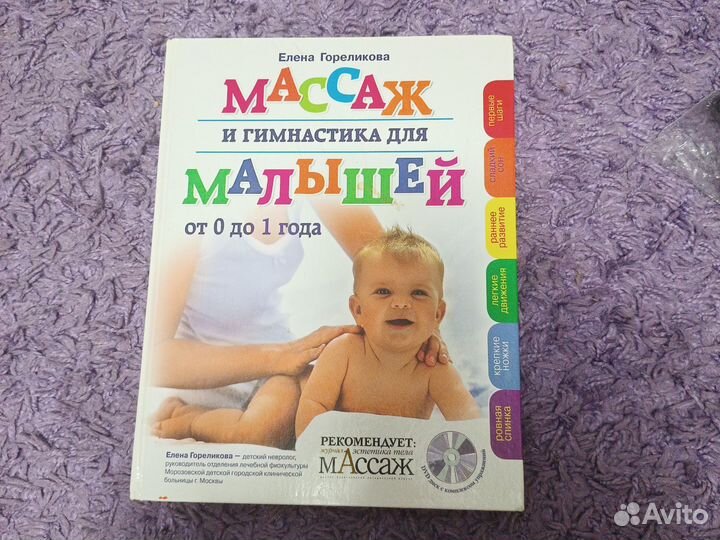 Елена Гореликова
МАССАЖ
И ГИМНАСТИКА ДЛЯ
МАЛЫШЕЙ
от 0 до 1 года
первые
шаги
сладкий
сон
раннее
развитие
легкие
движения
крепкие
ножки
ровная
спинка
Елена Гореликова – детский невролог,
руководитель отделения лечебной физкультуры
Морозовской детской городской клинической
больницы г. Москвы
РЕКОМЕНДУЕТ:
журнал эстетика тела
мАссаж
DVD диск с комплексами упражнений
Avito